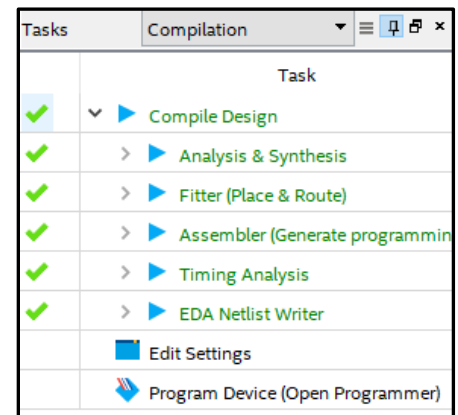 Tasks Compilation
Task
Compile Design
Analysis & Synthesis
Fitter (Place & Route)
Assembler (Generate programmin
Timing Analysis
EDA Netlist Writer
Edit Settings
Program Device (Open Programmer)